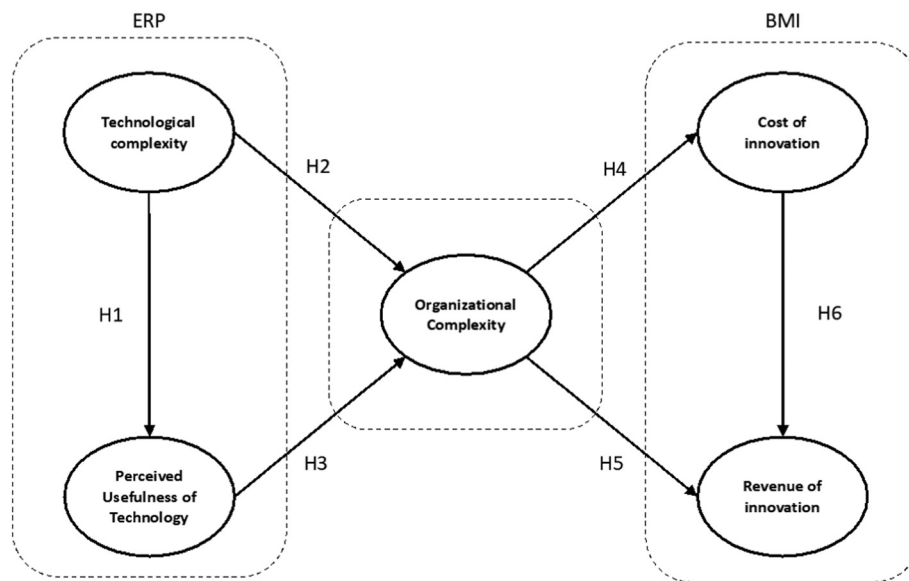 ERP
BMI
Technological
complexity
Cost of
innovation
H2
H4
Organizational
Complexity
H1
H6
H3
H5
Perceived
Usefulness of
Technology
Revenue of
innovation